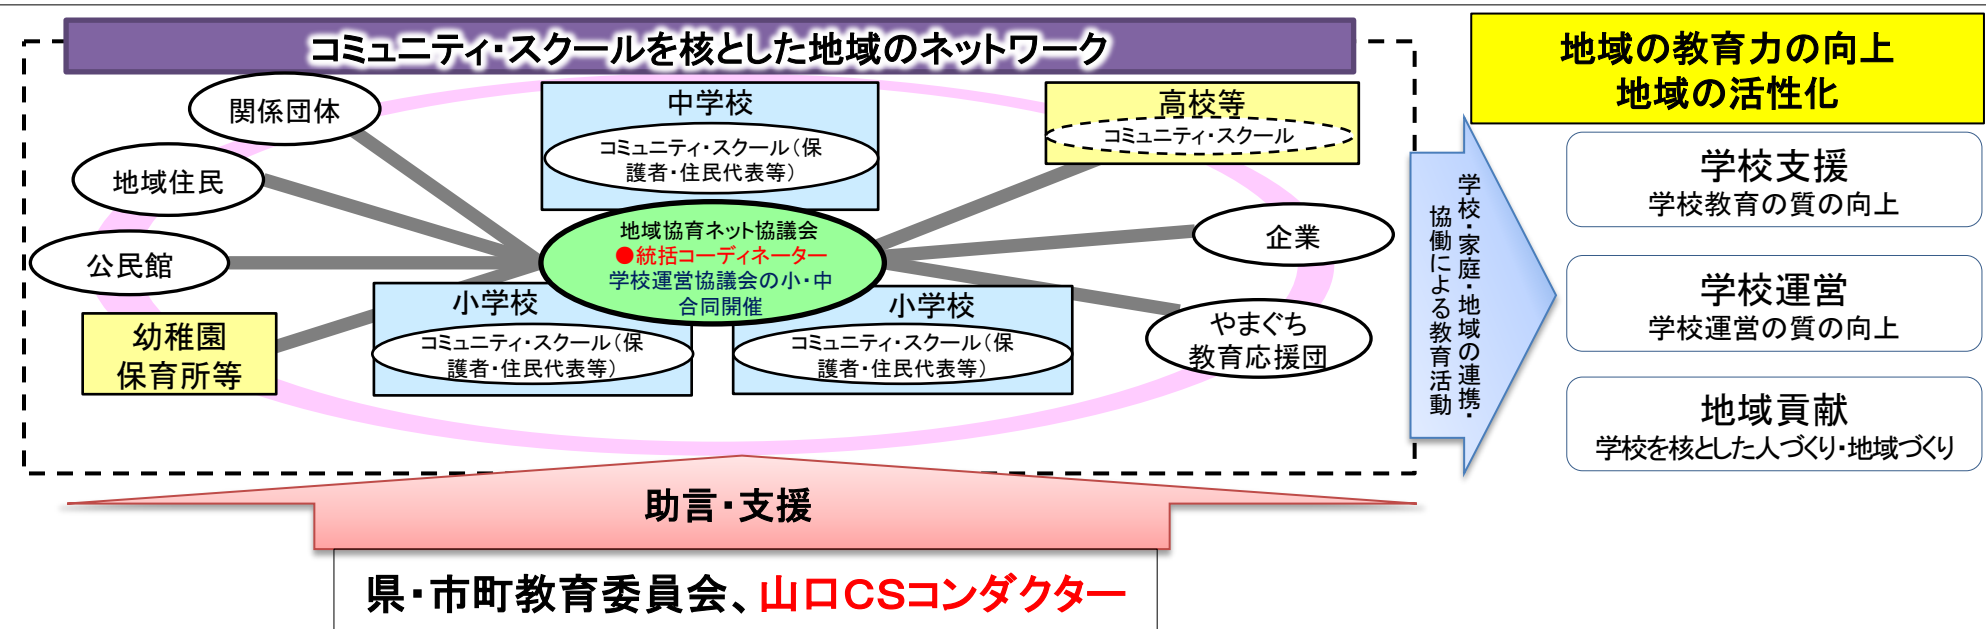 コミュニティ・スクールを核とした地域のネットワーク
関係団体
地域住民
公民館
幼稚園
保育所等
中学校
コミュニティ・スクール（保
護者・住民代表等）
高校等
コミュニティ・スクール
地域協育ネット協議会
●統括コーディネーター
学校運営協議会の小・中
合同開催
小学校
コミュニティ・スクール（保
護者・住民代表等）
小学校
コミュニティ・スクール（保
護者・住民代表等）
企業
やまぐち
教育応援団
学校・家庭・地域の連携・
協働による教育活動
地域の教育力の向上
地域の活性化
学校支援
学校教育の質の向上
学校運営
学校運営の質の向上
地域貢献
学校を核とした人づくり・地域づくり
助言・支援
県・市町教育委員会、山口CSコンダクター